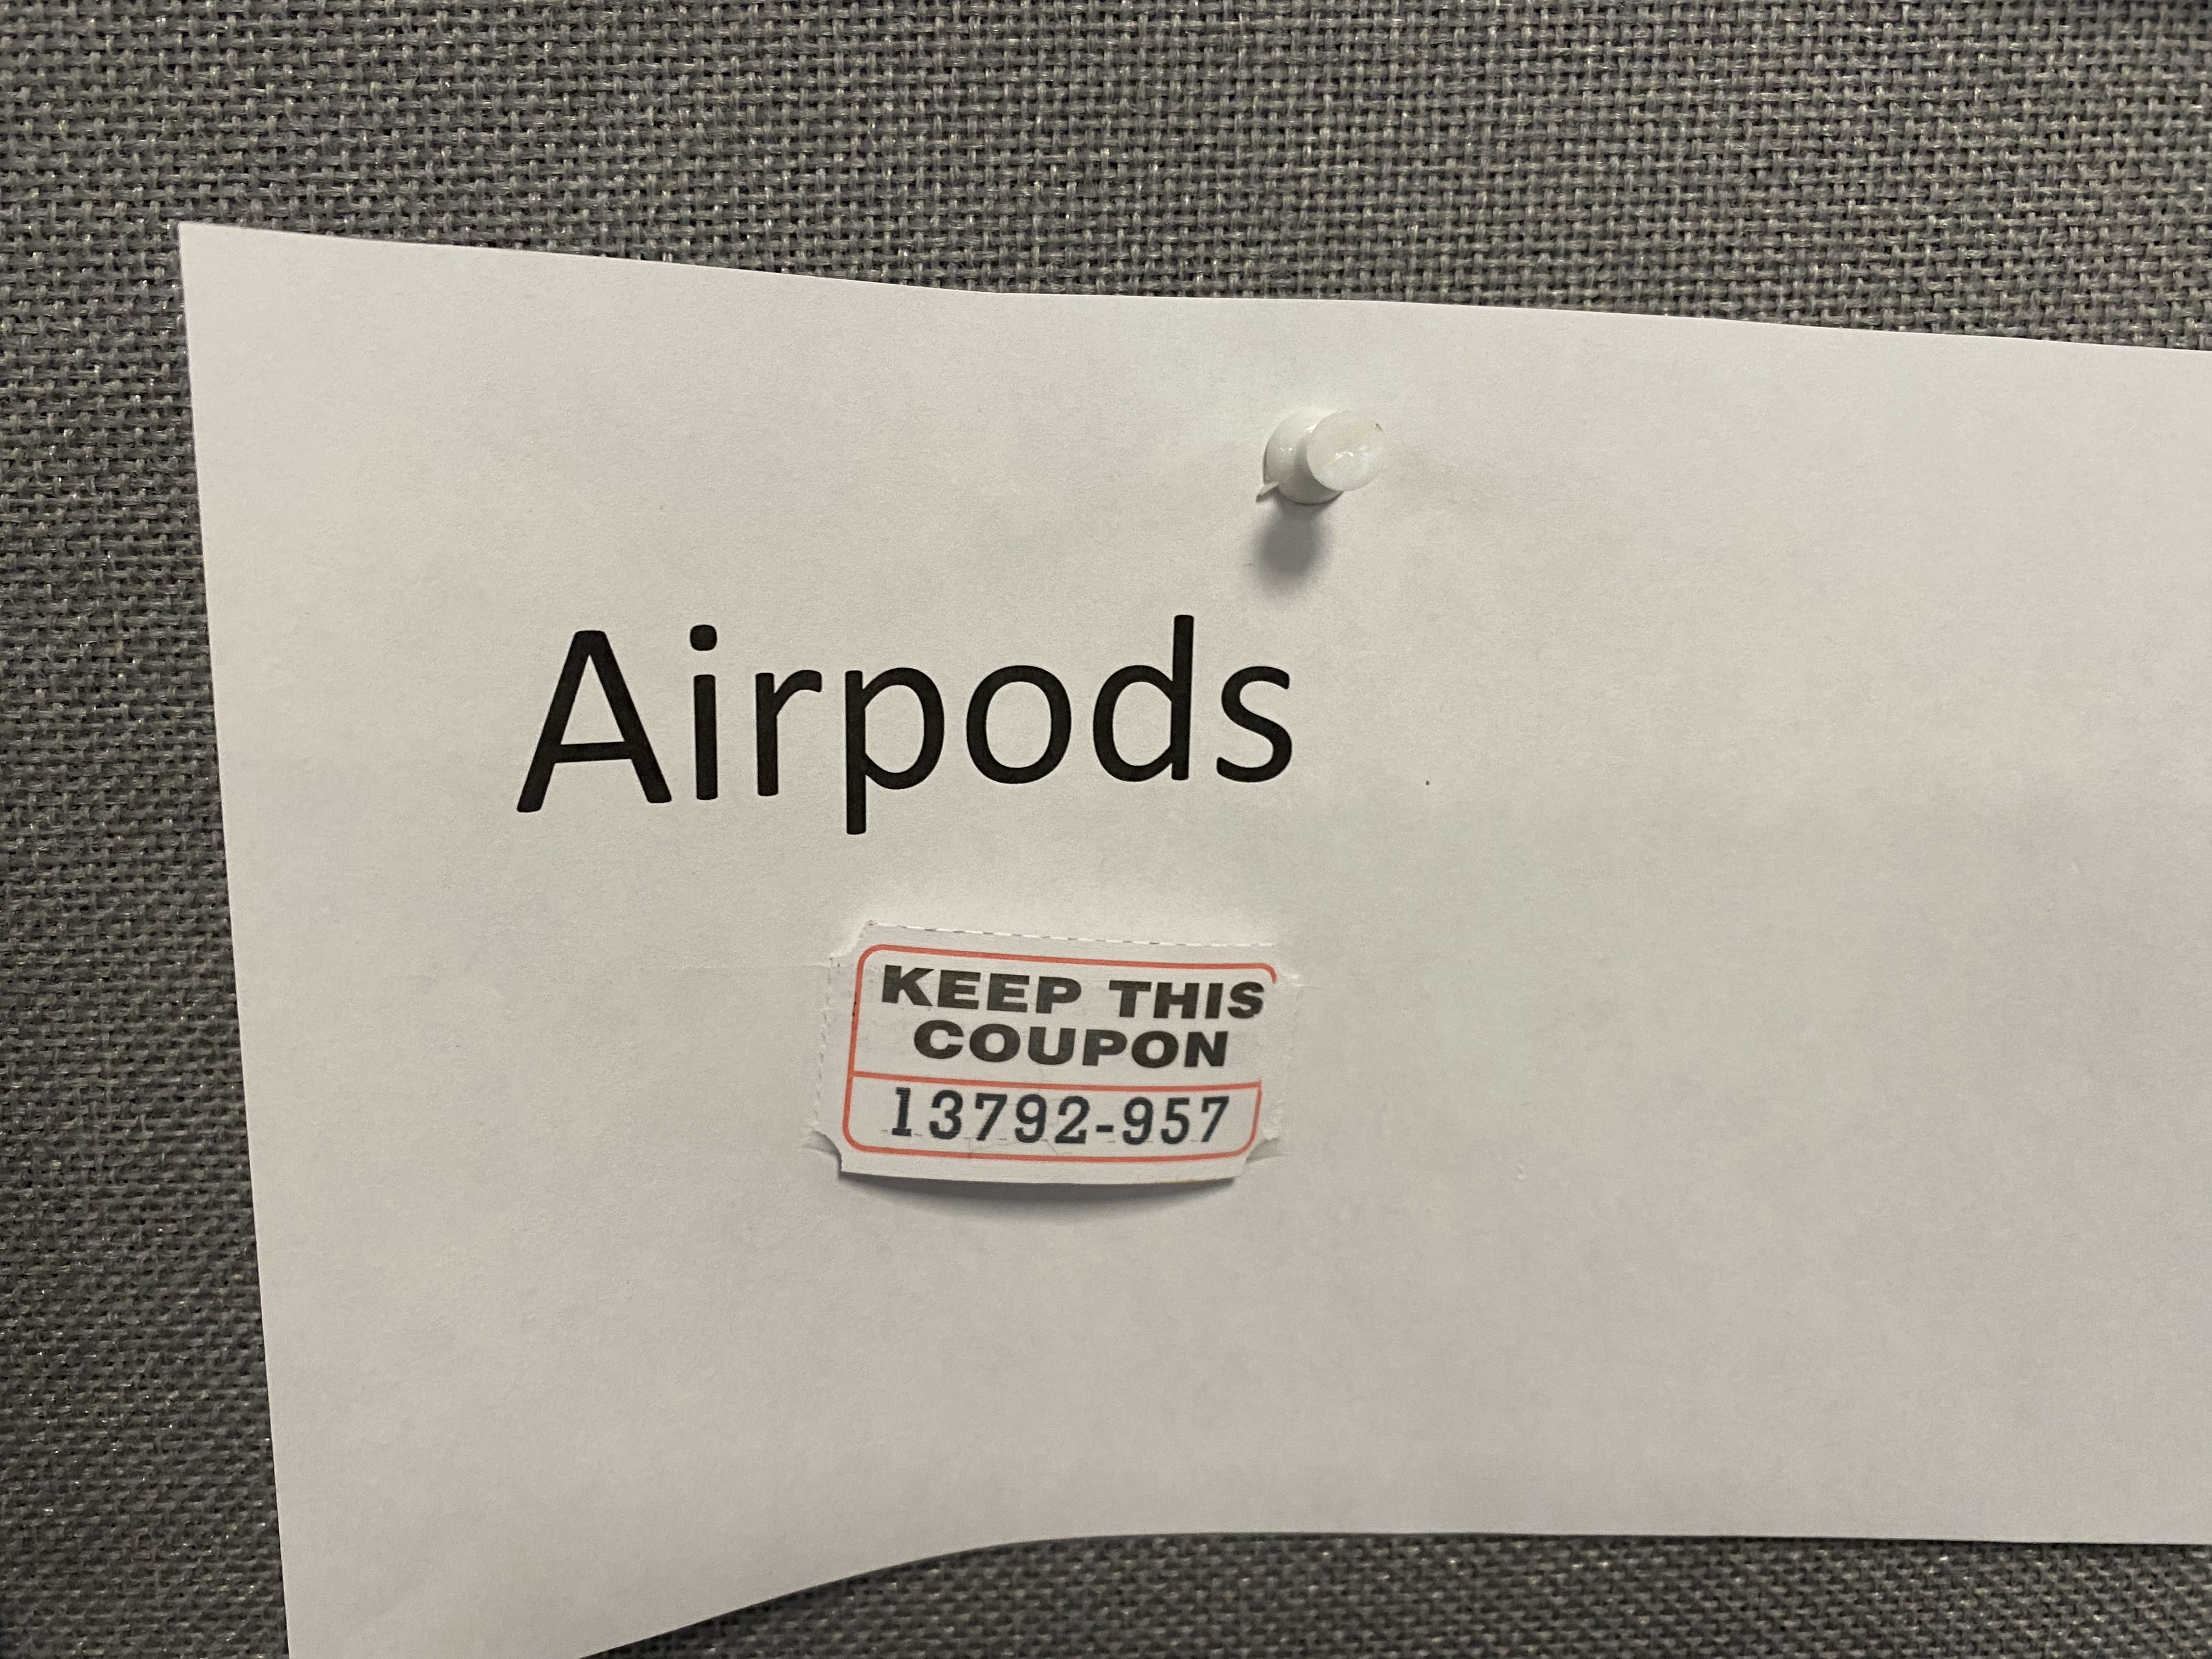 Airpods
KEEP THIS
COUPON
13792-957